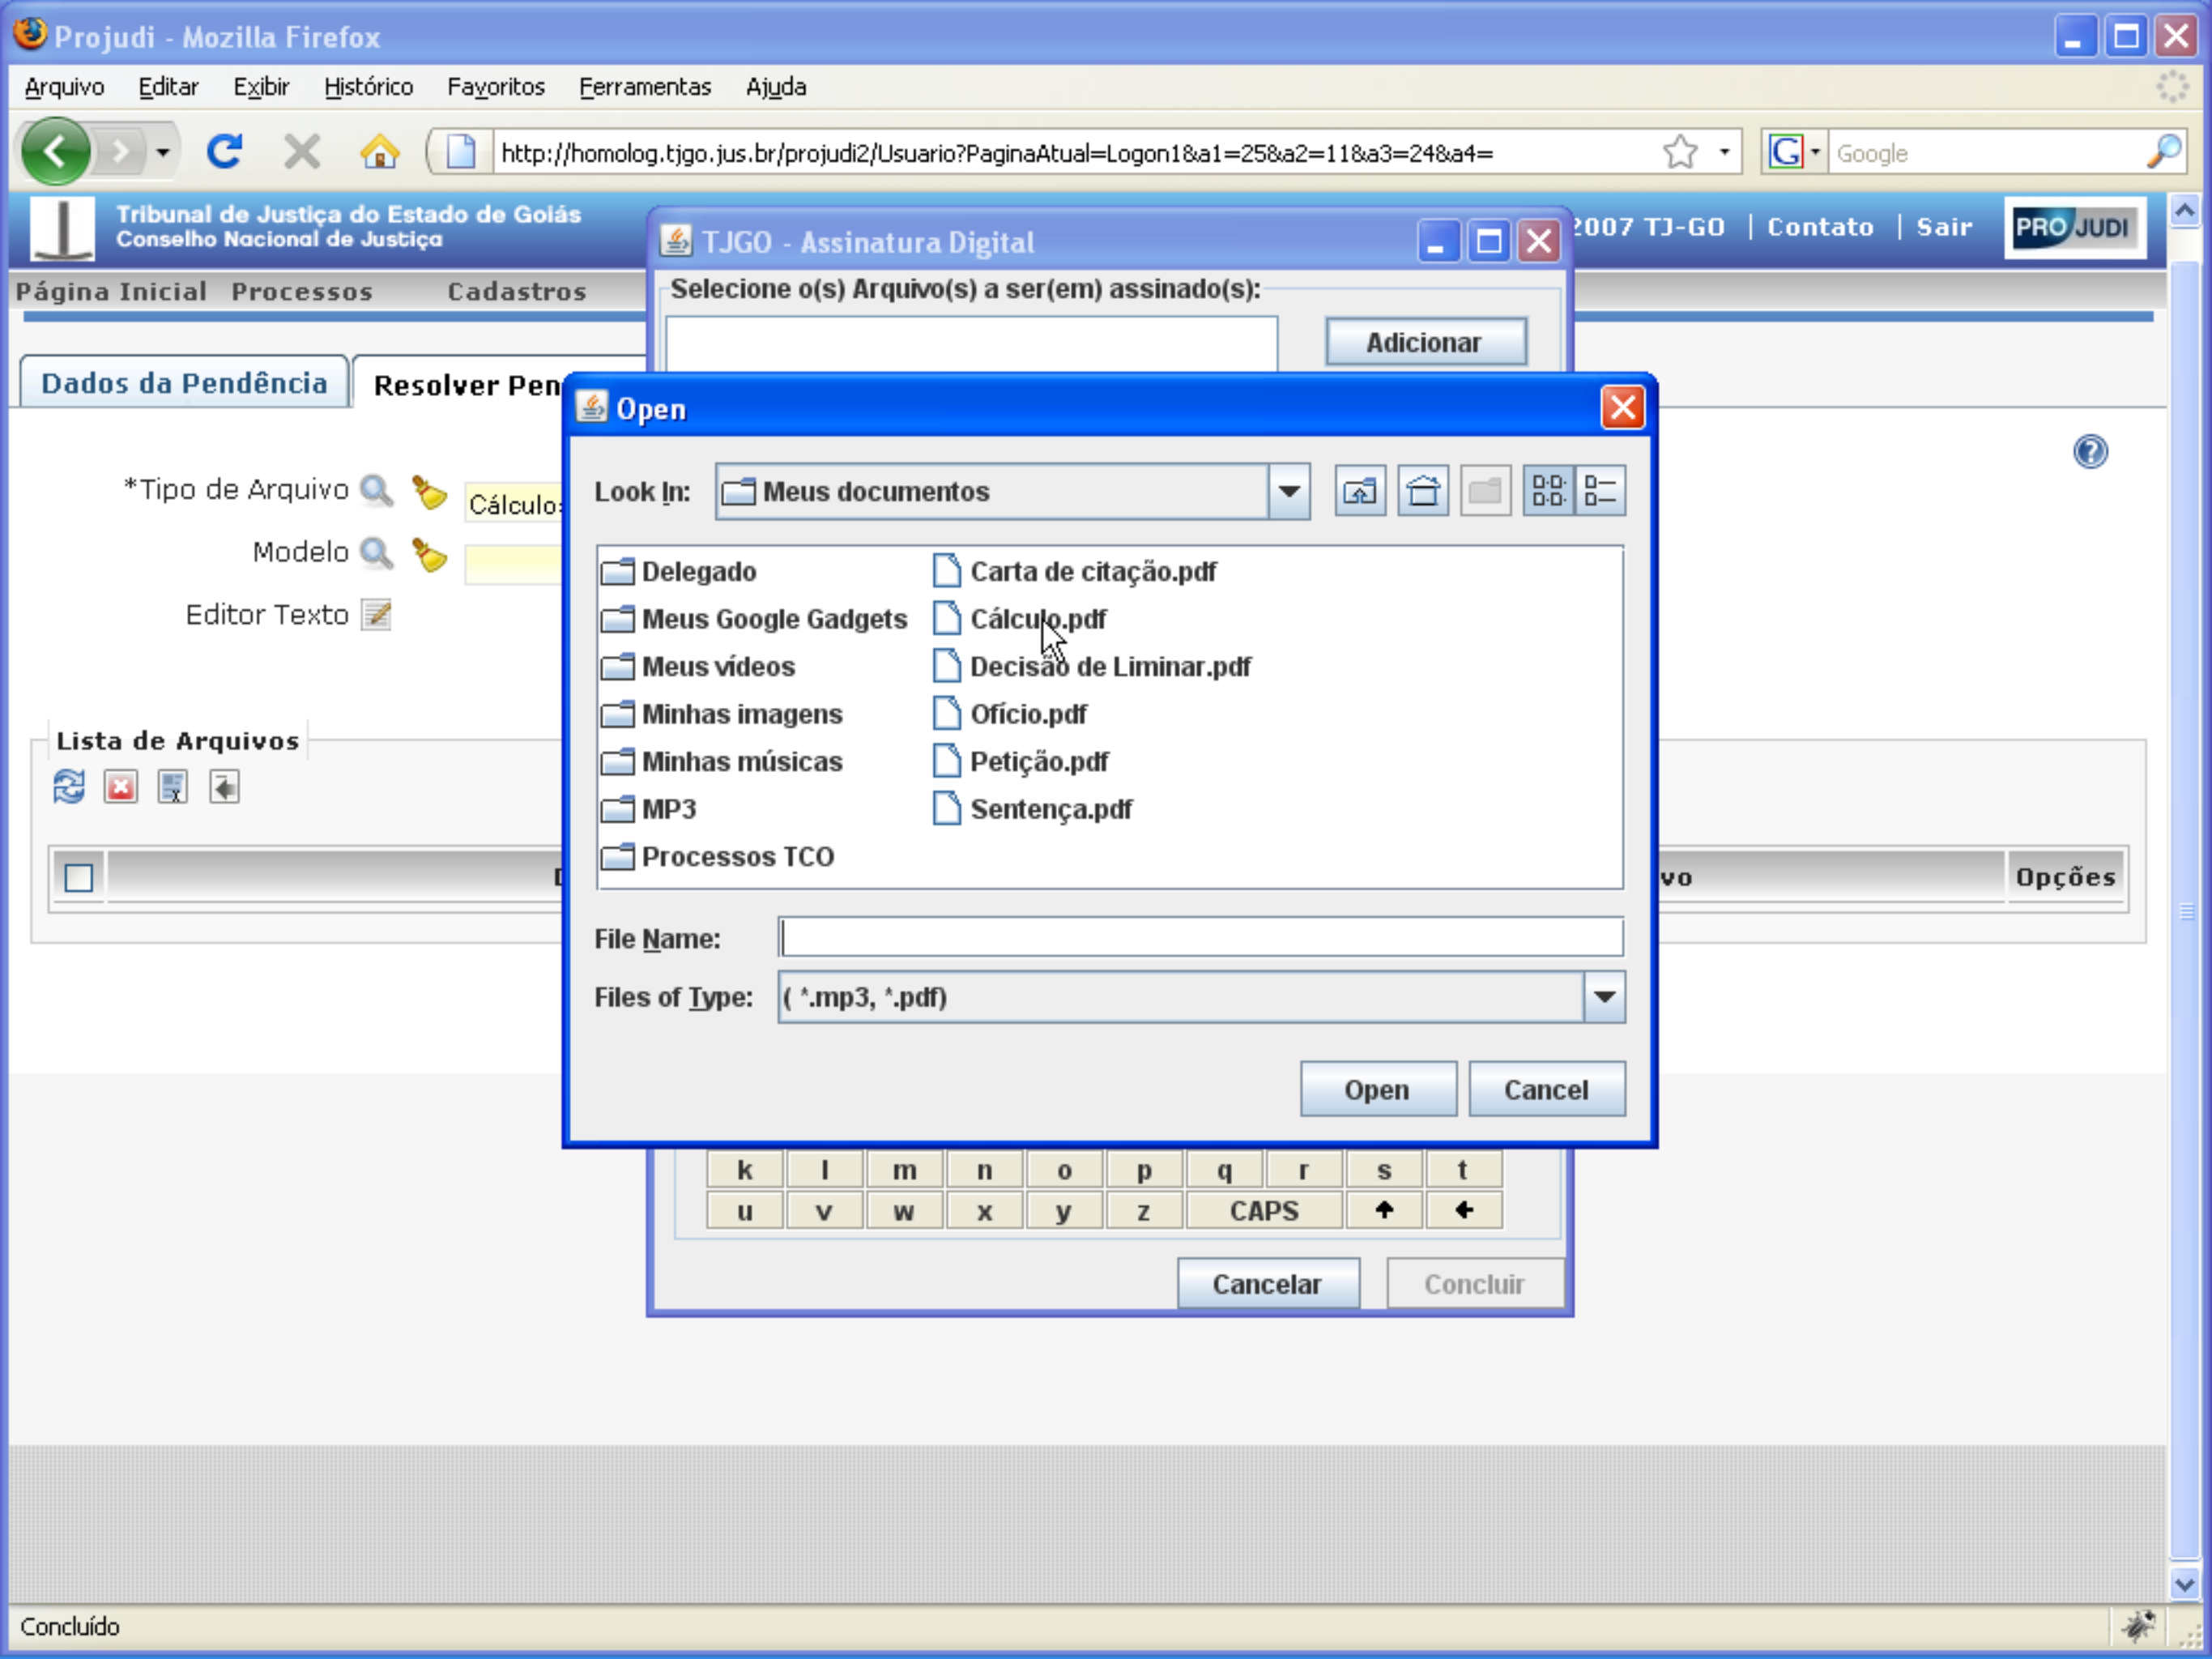 Projudi - Mozilla Firefox
Arquivo Editar Exibir Histórico Favoritos Ferramentas Ajuda
http://homolog.tjgo.jus.br/projudi2/Usuario?PaginaAtual=Logon1&a1=25&a2=11&a3=24&a4=
G Google
Tribunal de Justiça do Estado de Goiás
Conselho Nacional de Justiça
2007 TJ-GO | Contato | Sair
PROJUDI
TJGO - Assinatura Digital
Página Inicial Processos Cadastros
Selecione o(s) Arquivo(s) a ser(em) assinado(s):
Adicionar
Dados da Pendência
Resolver Pen
Open
Look In: Meus documentos
*Tipo de Arquivo
Cálculo
Modelo
Editor Texto
Delegado
Meus Google Gadgets
Meus vídeos
Minhas imagens
Minhas músicas
MP3
Processos TCO
Carta de citação.pdf
Cálculo.pdf
Decisão de Liminar.pdf
Ofício.pdf
Petição.pdf
Sentença.pdf
Lista de Arquivos
vo
Opções
File Name:
Files of Type: ( *.mp3, *.pdf)
Open Cancel
k l m n o p q r s t
u v w x y z CAPS
Cancelar Concluir
Concluído